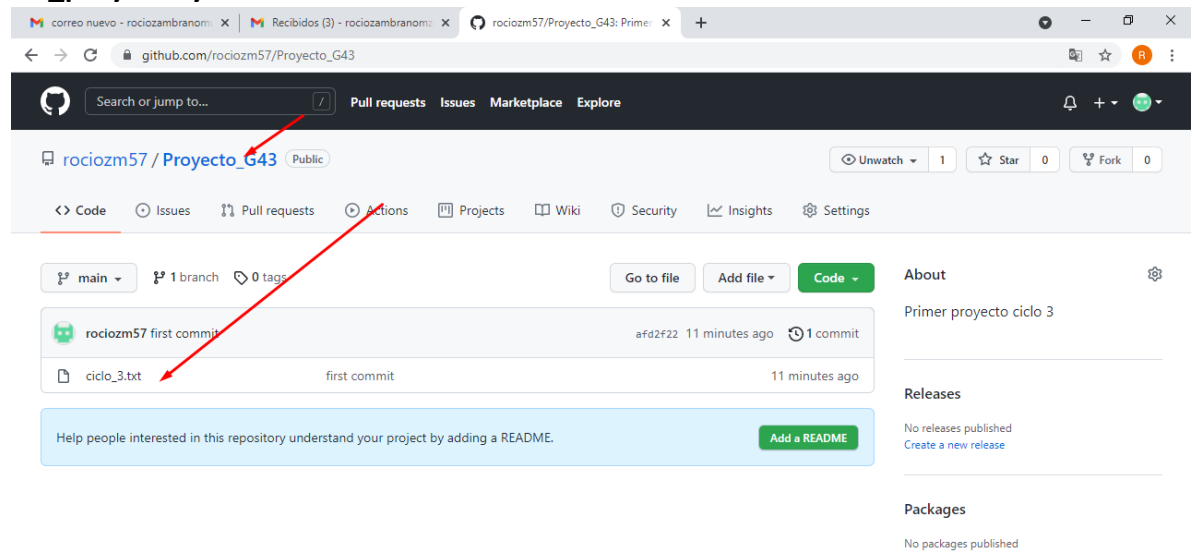 correo nuevo - rociozambranom
Recibidos (3) - rociozambranomz
rociozm57/Proyecto_G43: Primer
github.com/rociozm57/Proyecto_G43
R
Search or jump to...
/
Pull requests Issues Marketplace Explore
rociozm57 / Proyecto_G43 Public
Unwatch 1 Star 0 Fork 0
<> Code Issues Pull requests Actions Projects Wiki Security Insights Settings
main 1 branch 0 tags Go to file Add file Code
rociozm57 first commit afd2f22 11 minutes ago 1 commit
ciclo_3.txt first commit 11 minutes ago
Help people interested in this repository understand your project by adding a README. Add a README
About
Primer proyecto ciclo 3
Releases
No releases published
Create a new release
Packages
No packages published